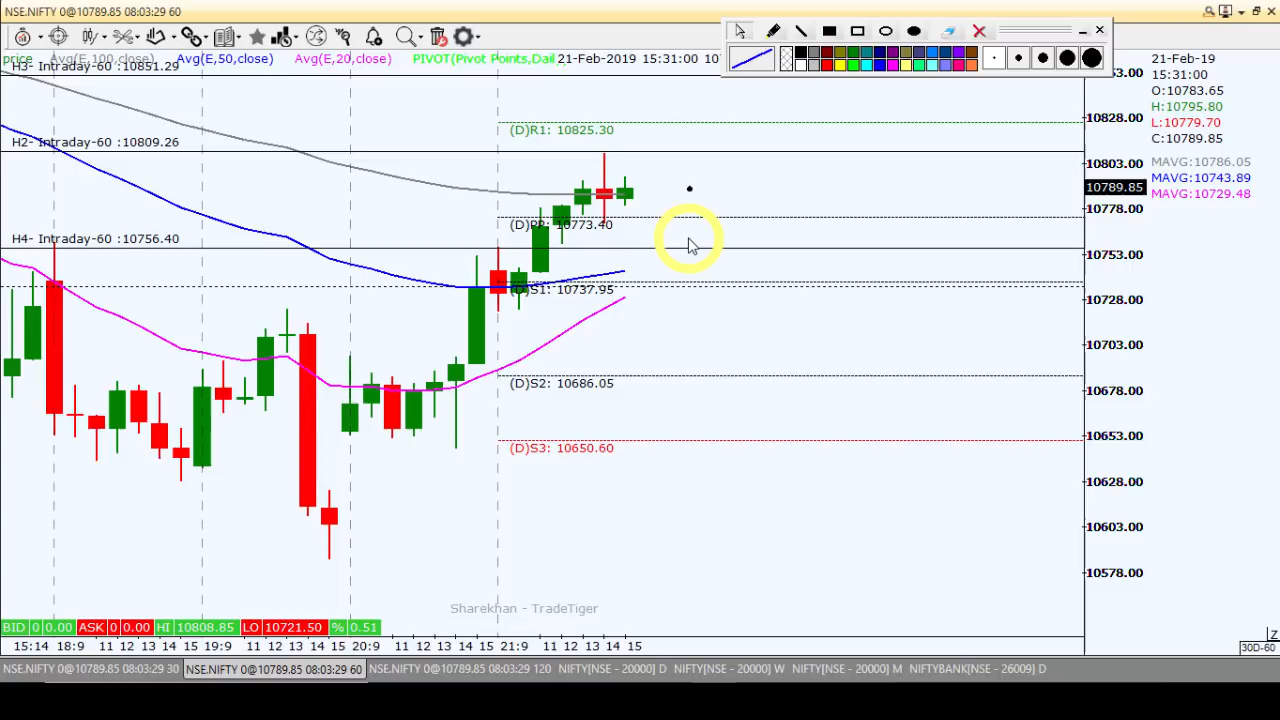 NSE.NIFTY 0@10789.85 08:03:29 60
Avg(E,100,close) Avg(E,50,close) Avg(E,20,close) PIVOT(Pivot Points,Dail 21-Feb-2019 15:31:00
H3- Intraday-60 :10851.29
(D)R1: 10825.30
H2- Intraday-60 :10809.26
(D)PP: 10773.40
H4- Intraday-60 :10756.40
(D)S1: 10737.95
(D)S2: 10686.05
(D)S3: 10650.60
10828.00
10803.00
10789.85
10778.00
10753.00
10728.00
10703.00
10678.00
10653.00
10628.00
10603.00
10578.00
21-Feb-19
15:31:00
O:10783.65
H:10795.80
L:10779.70
C:10789.85
MAVG:10786.05
MAVG:10743.89
MAVG:10729.48
Sharekhan - TradeTiger
BID 0 0.00 ASK 0 0.00 HI 10808.85 LO 10721.50 % 0.51
15:14 18:9 11 12 13 14 15 19:9 11 12 13 14 15 20:9 11 12 13 14 15 21:9 11 12 13 14 15
Z
30D-60
NSE.NIFTY 0@10789.85 08:03:29 30 NSE.NIFTY 0@10789.85 08:03:29 60 NSE.NIFTY 0@10789.85 08:03:29 120 NIFTY[NSE - 20000] D NIFTY[NSE - 20000] W NIFTY[NSE - 20000] M NIFTYBANK[NSE - 26009] D